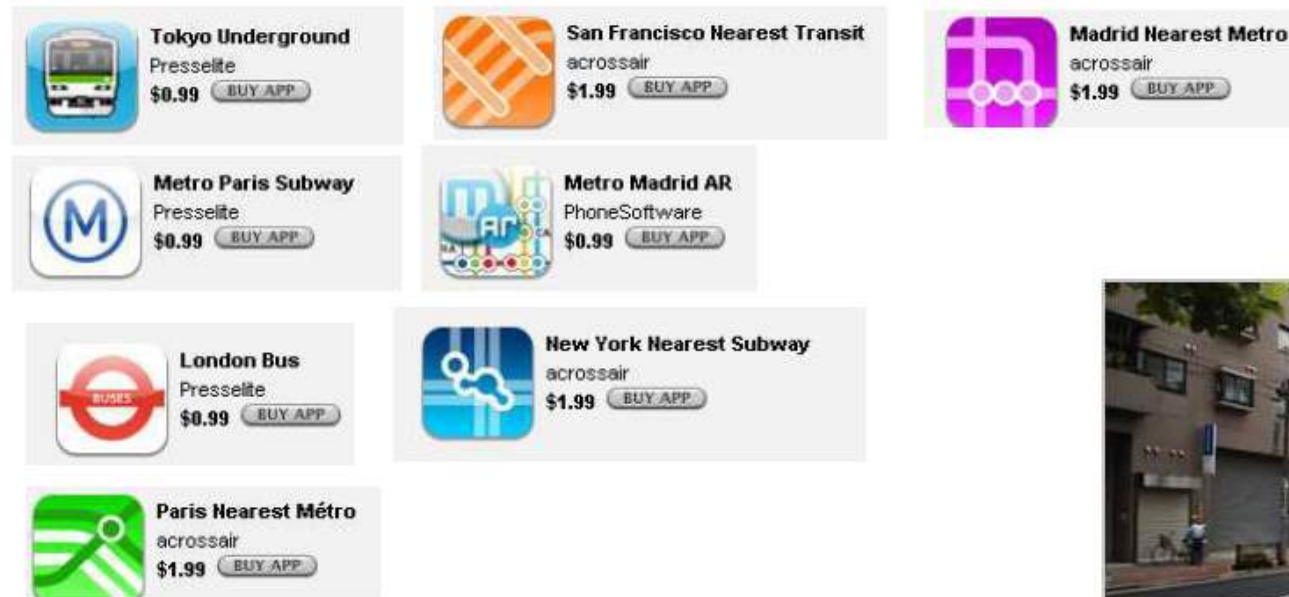 Tokyo Underground
Presselite
$0.99 BUY APP
San Francisco Nearest Transit
acrossair
$1.99 BUY APP
Madrid Nearest Metro
acrossair
$1.99 BUY APP
Metro Paris Subway
Presselite
$0.99 BUY APP
M
Metro Madrid AR
PhoneSoftware
$0.99 BUY APP
m
Ar
London Bus
Presselite
$0.99 BUY APP
BUSES
New York Nearest Subway
acrossair
$1.99 BUY APP
Paris Nearest Métro
acrossair
$1.99 BUY APP